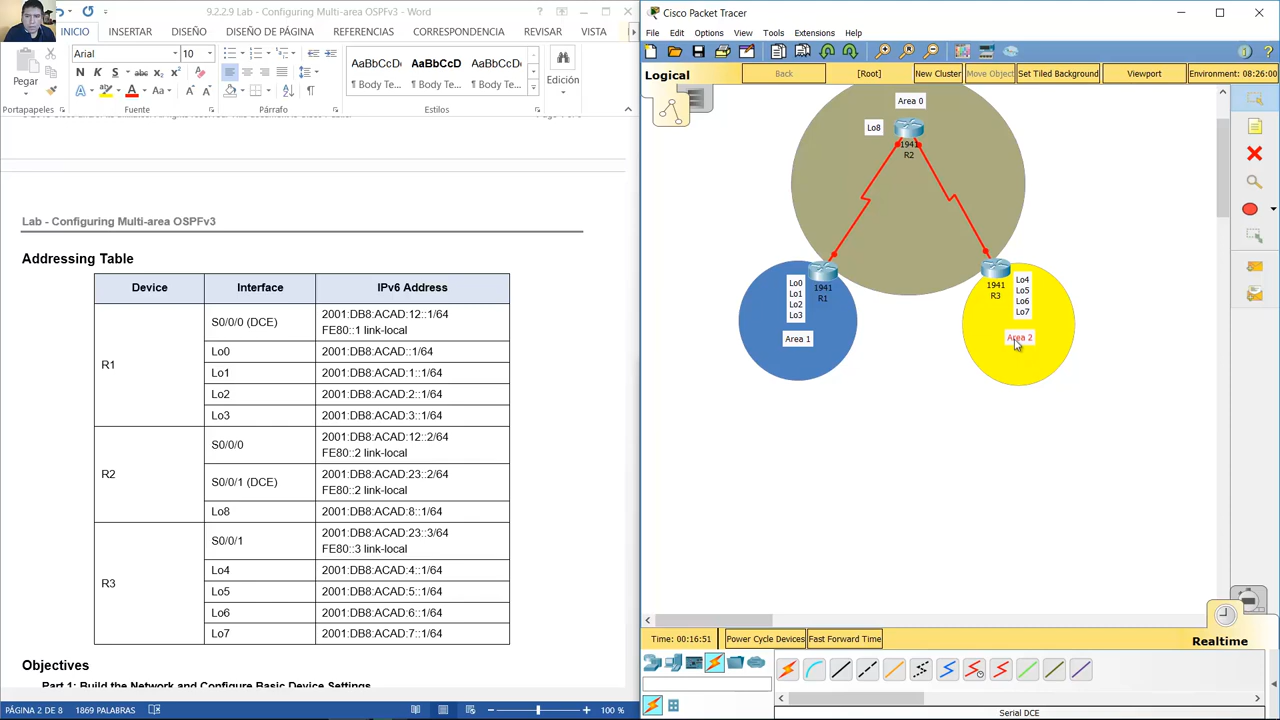 9.2.2.9 Lab - Configuring Multi-area OSPFv3 - Word
INICIO INSERTAR DISEÑO DISEÑO DE PÁGINA REFERENCIAS CORRESPONDENCIA REVISAR VISTA
Pegar
Arial 10
N K S abc x₂ x²
AaBbCcDc AaBbCcDc AaBbCcDc
¶ Body Te... ¶ Body Te... ¶ Body Te...
Edición
Portapapeles Fuente Párrafo Estilos
Lab - Configuring Multi-area OSPFv3
Addressing Table
Device Interface IPv6 Address
R1
S0/0/0 (DCE) 2001:DB8:ACAD:12::1/64
FE80::1 link-local
Lo0 2001:DB8:ACAD::1/64
Lo1 2001:DB8:ACAD:1::1/64
Lo2 2001:DB8:ACAD:2::1/64
Lo3 2001:DB8:ACAD:3::1/64
R2
S0/0/0 2001:DB8:ACAD:12::2/64
FE80::2 link-local
S0/0/1 (DCE) 2001:DB8:ACAD:23::2/64
FE80::2 link-local
Lo8 2001:DB8:ACAD:8::1/64
R3
S0/0/1 2001:DB8:ACAD:23::3/64
FE80::3 link-local
Lo4 2001:DB8:ACAD:4::1/64
Lo5 2001:DB8:ACAD:5::1/64
Lo6 2001:DB8:ACAD:6::1/64
Lo7 2001:DB8:ACAD:7::1/64
Objectives
Part 1: Build the Network and Configure Basic Device Settings
PÁGINA 2 DE 8 1869 PALABRAS 100 %
Cisco Packet Tracer
File Edit Options View Tools Extensions Help
Logical Back [Root] New Cluster Move Object Set Tiled Background Viewport Environment: 08:26:00
Area 0
Lo8
1941
R2
1941
R1
Lo0
Lo1
Lo2
Lo3
Area 1
1941
R3
Lo4
Lo5
Lo6
Lo7
Area 2
Time: 00:16:51 Power Cycle Devices Fast Forward Time Realtime
Serial DCE